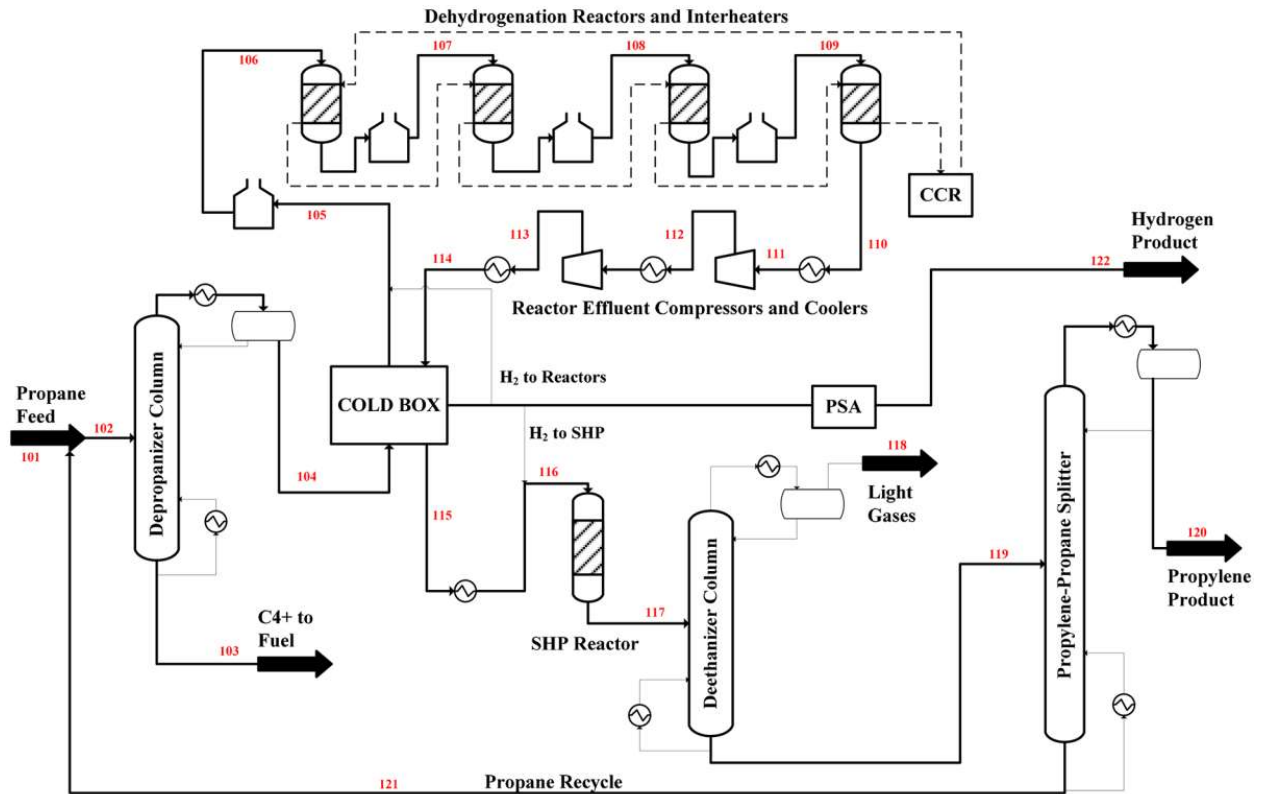 Dehydrogenation Reactors and Interheaters
106
107
108
109
CCR
105
113
112
111
110
114
Hydrogen
Product
122
Reactor Effluent Compressors and Coolers
Propane
Feed
101
102
Depropanizer Column
104
COLD BOX
H₂ to Reactors
PSA
H₂ to SHP
118
Light
Gases
115
116
SHP Reactor
117
Deethanizer Column
119
Propylene-Propane Splitter
120
Propylene
Product
C4+ to
Fuel
103
121
Propane Recycle